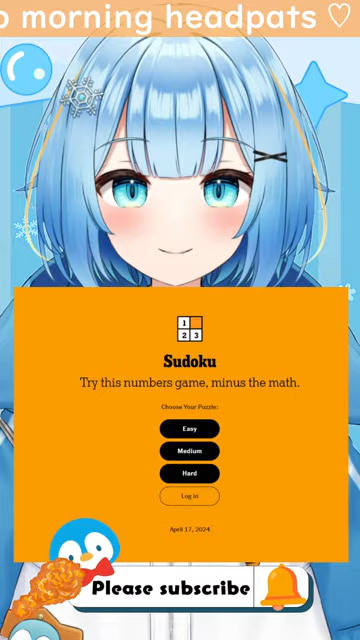 o morning headpats ♡
1
2 3
Sudoku
Try this numbers game, minus the math.
Choose Your Puzzle:
Easy
Medium
Hard
Log in
April 17, 2024
Please subscribe